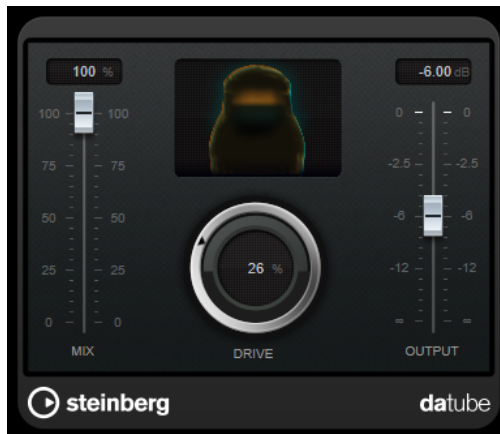 100 %
-6.00 dB
100 100
75 75
50 50
25 25
0 0
MIX
26 %
DRIVE
0 0
-2.5 -2.5
-6 -6
-12 -12
∞ ∞
OUTPUT
steinberg
datube